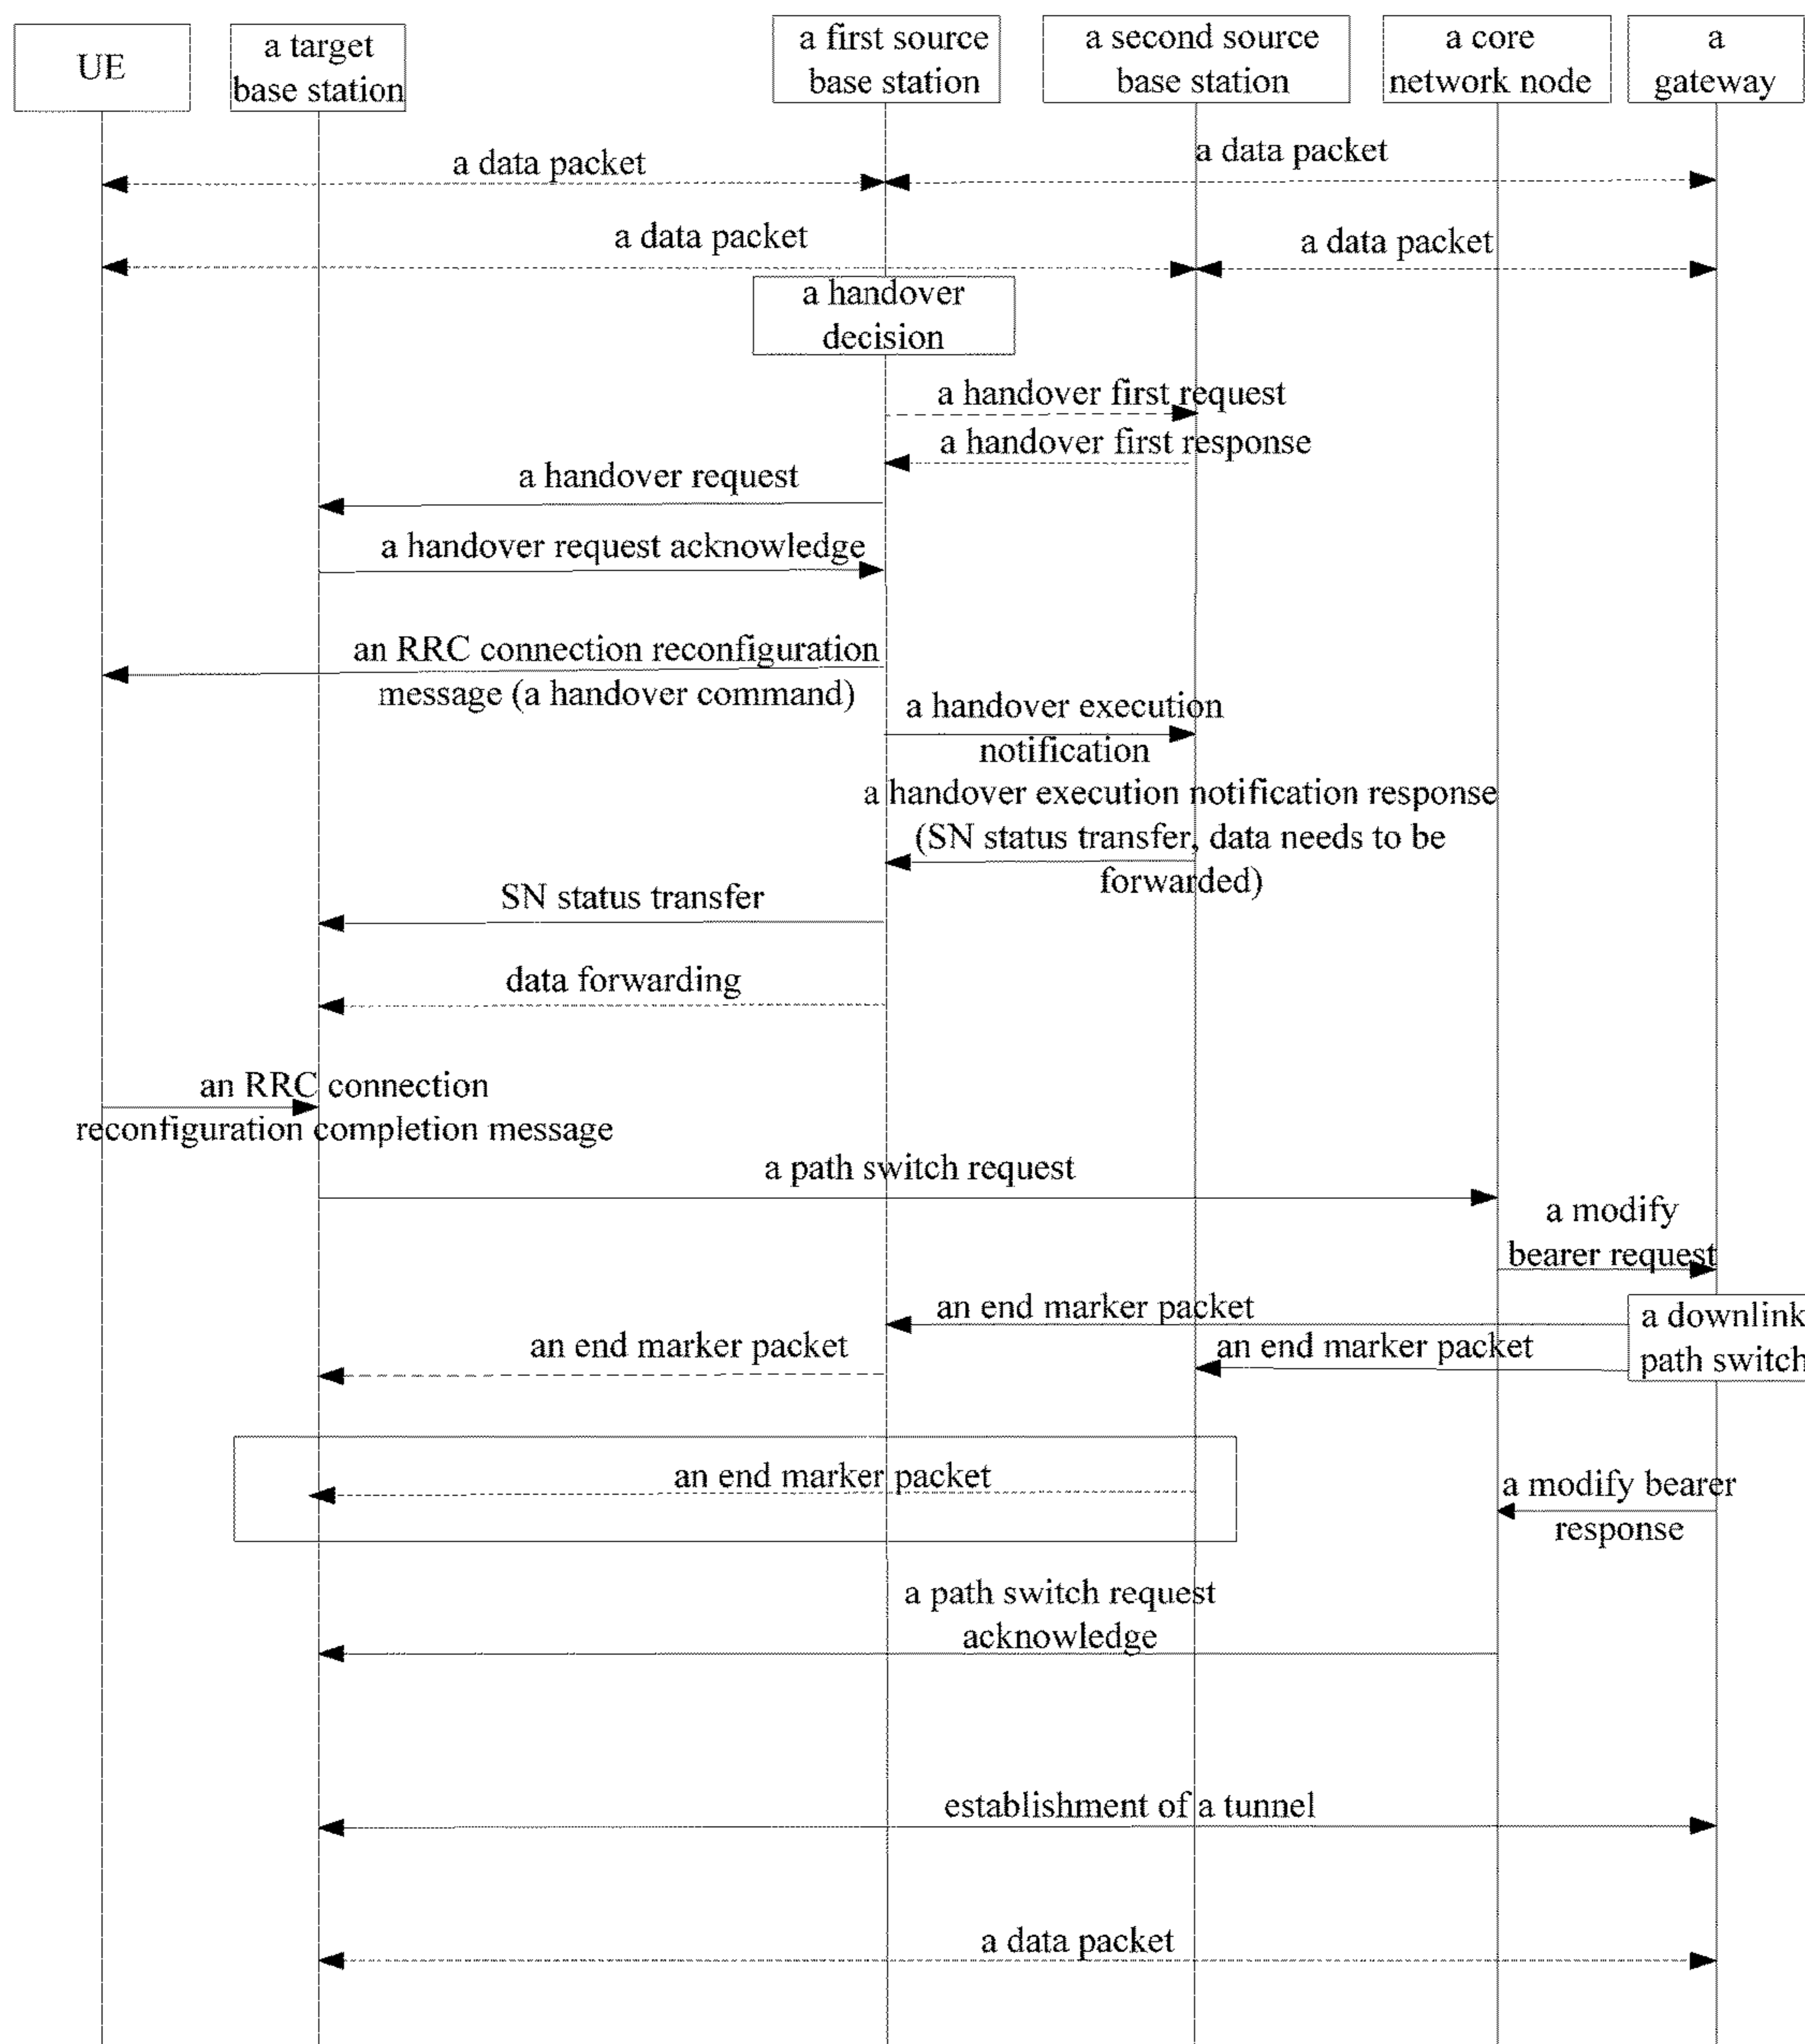 UE
a target
base station
a first source
base station
a second source
base station
a core
network node
a
gateway
a data packet
a data packet
a data packet
a data packet
a handover
decision
a handover first request
a handover first response
a handover request
a handover request acknowledge
an RRC connection reconfiguration
message (a handover command)
a handover execution
notification
a handover execution notification response
(SN status transfer, data needs to be
forwarded)
SN status transfer
data forwarding
an RRC connection
reconfiguration completion message
a path switch request
a modify
bearer request
an end marker packet
a downlink
path switch
an end marker packet
an end marker packet
an end marker packet
a modify bearer
response
a path switch request
acknowledge
establishment of a tunnel
a data packet